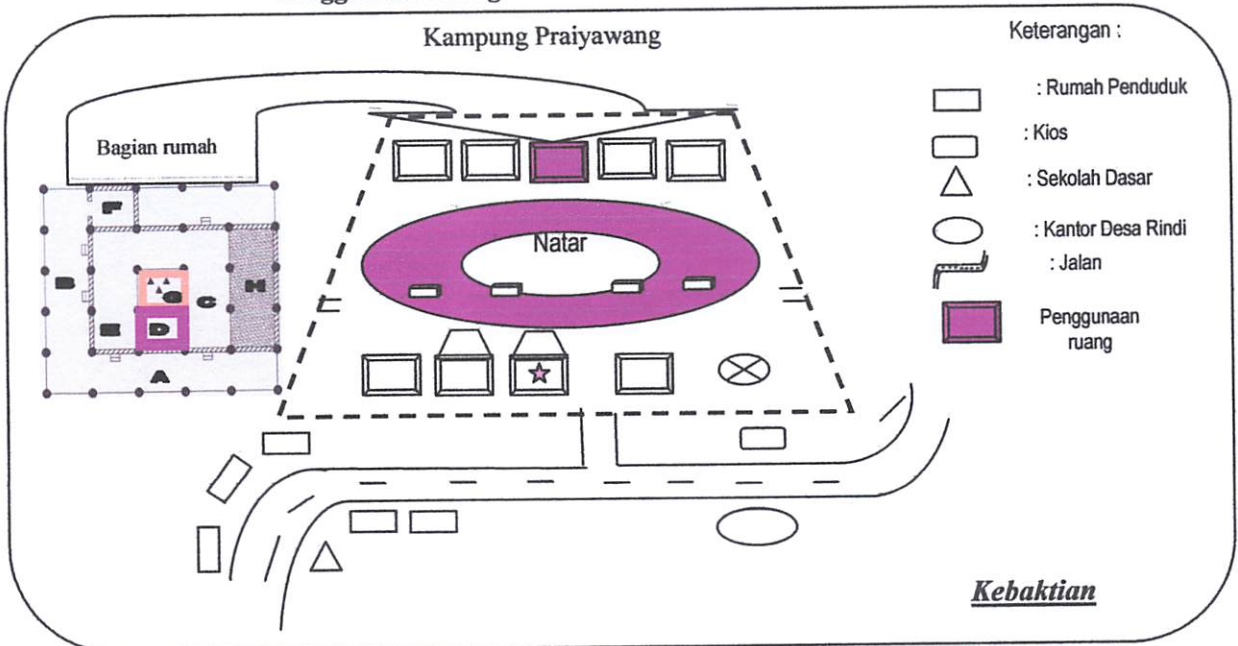 Kampung Praiyawang
Keterangan :
: Rumah Penduduk
: Kios
: Sekolah Dasar
: Kantor Desa Rindi
: Jalan
Penggunaan
ruang
Bagian rumah
F
B
G
C
H
E
D
A
Natar
Kebaktian